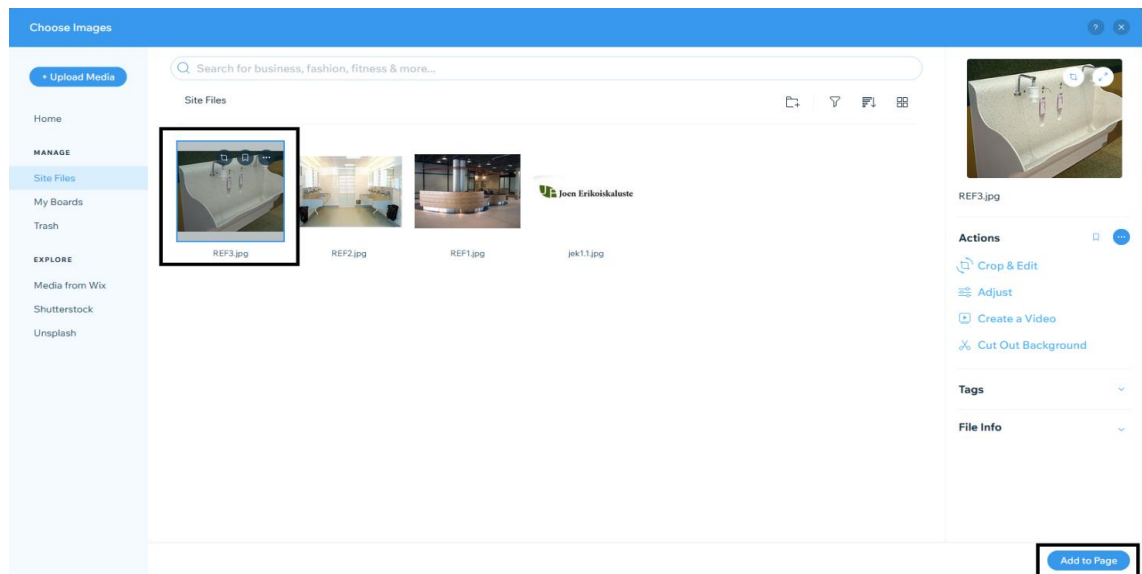 Choose Images
?
+ Upload Media
Search for business, fashion, fitness & more...
Site Files
Home
MANAGE
Site Files
My Boards
Trash
EXPLORE
Media from Wix
Shutterstock
Unsplash
REF3.jpg
REF2.jpg
REF1.jpg
Joen Erikoiskaluste
jek1.1.jpg
REF3.jpg
Actions
Crop & Edit
Adjust
Create a Video
Cut Out Background
Tags
File Info
Add to Page